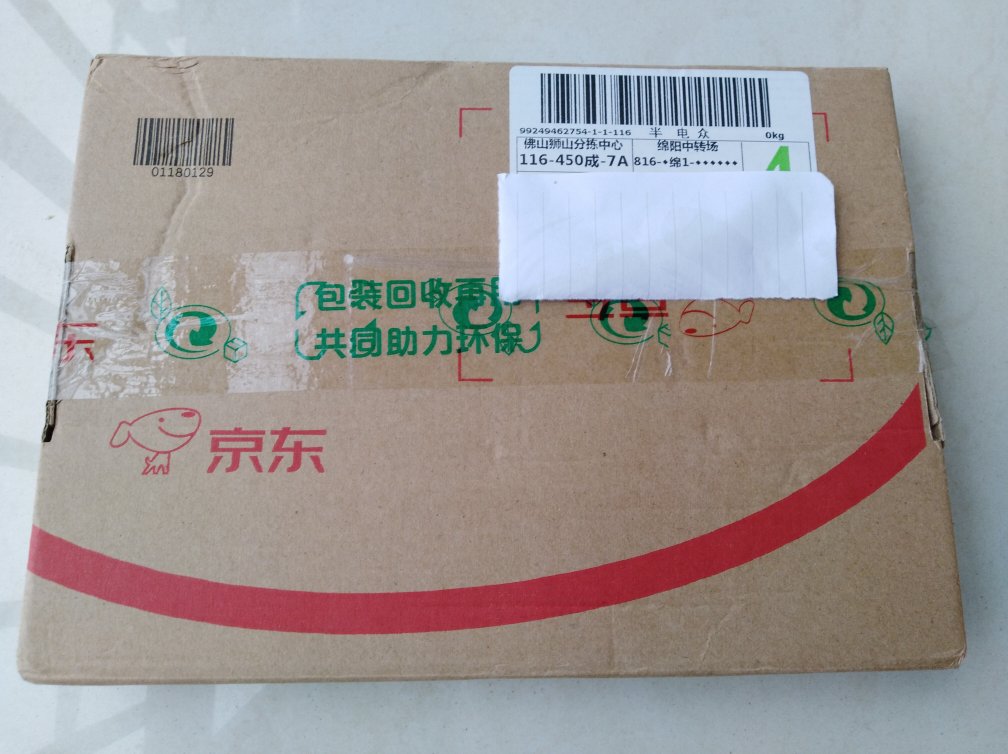 99249462754-1-1-116 半 电 众 0kg
佛山狮山分拣中心 绵阳中转场
116-450成-7A 816-◆绵1-◆◆◆◆◆◆
01180129
包装回收再
共同助力环保
京东